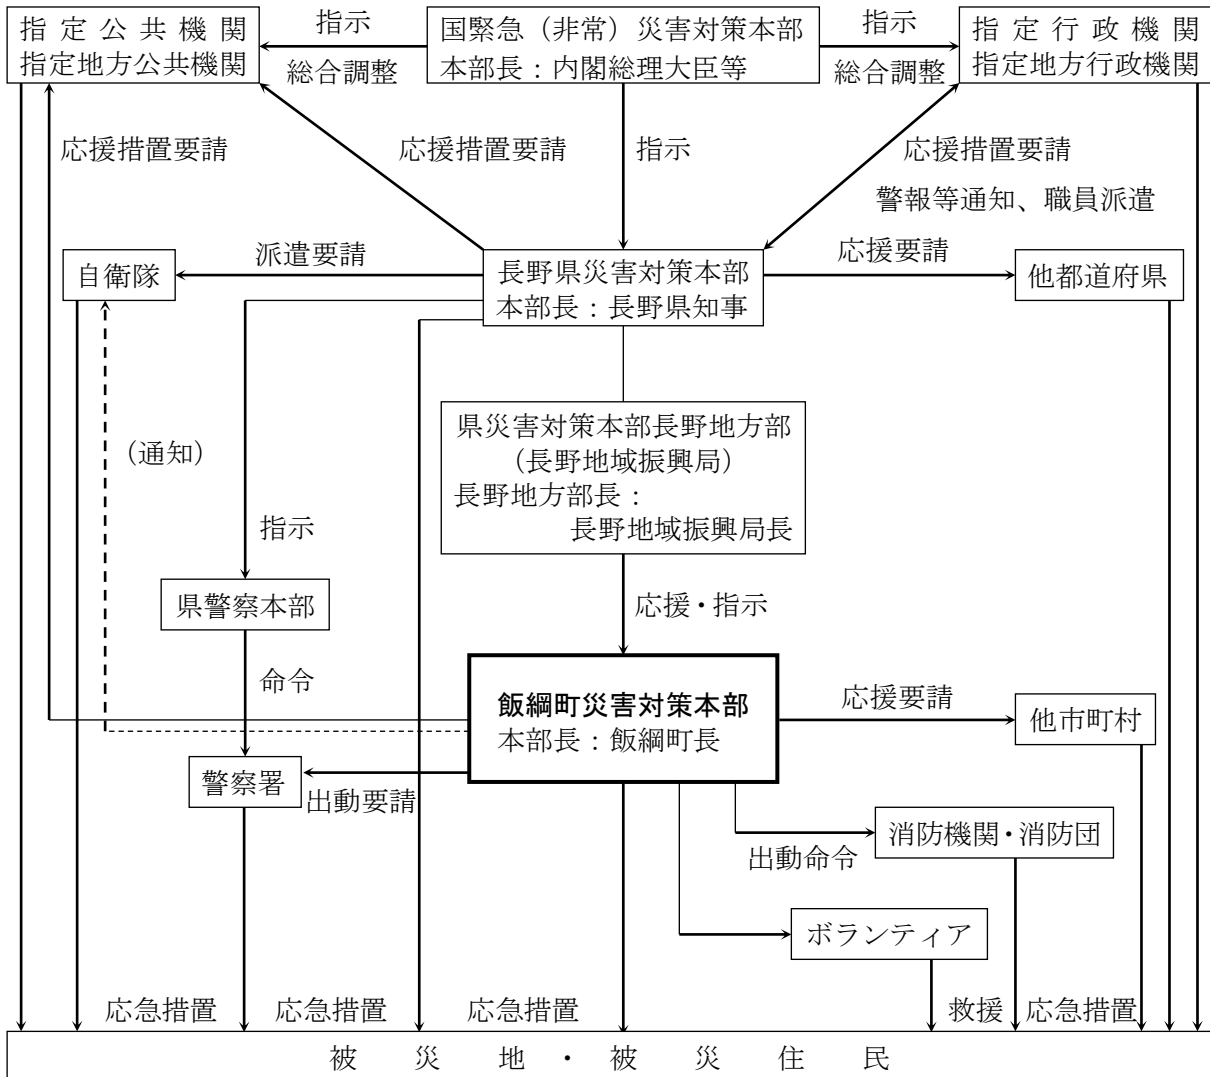 指定公共機関
指定地方公共機関
指示
総合調整
国緊急（非常）災害対策本部
本部長：内閣総理大臣等
指示
総合調整
指定行政機関
指定地方行政機関
応援措置要請
応援措置要請
指示
応援措置要請
警報等通知、職員派遣
自衛隊
派遣要請
長野県災害対策本部
本部長：長野県知事
応援要請
他都道府県
（通知）
県災害対策本部長野地方部
（長野地域振興局）
長野地方部長：
長野地域振興局長
指示
県警察本部
応援・指示
命令
飯綱町災害対策本部
本部長：飯綱町長
応援要請
他市町村
警察署
出動要請
消防機関・消防団
出動命令
ボランティア
応急措置
応急措置
応急措置
救援
応急措置
被災地・被災住民